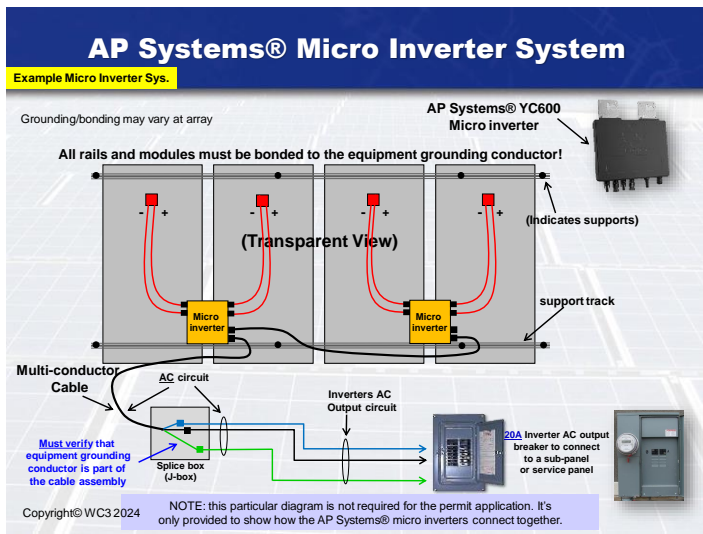 AP Systems® Micro Inverter System
Example Micro Inverter Sys.
Grounding/bonding may vary at array
AP Systems® YC600
Micro inverter
All rails and modules must be bonded to the equipment grounding conductor!
- +
- +
- +
- +
(Indicates supports)
(Transparent View)
Micro
inverter
Micro
inverter
support track
Multi-conductor
Cable
AC circuit
Inverters AC
Output circuit
Must verify that
equipment grounding
conductor is part of
the cable assembly
Splice box
(J-box)
20A Inverter AC output
breaker to connect
to a sub-panel
or service panel
Copyright© WC3 2024
NOTE: this particular diagram is not required for the permit application. It's
only provided to show how the AP Systems® micro inverters connect together.